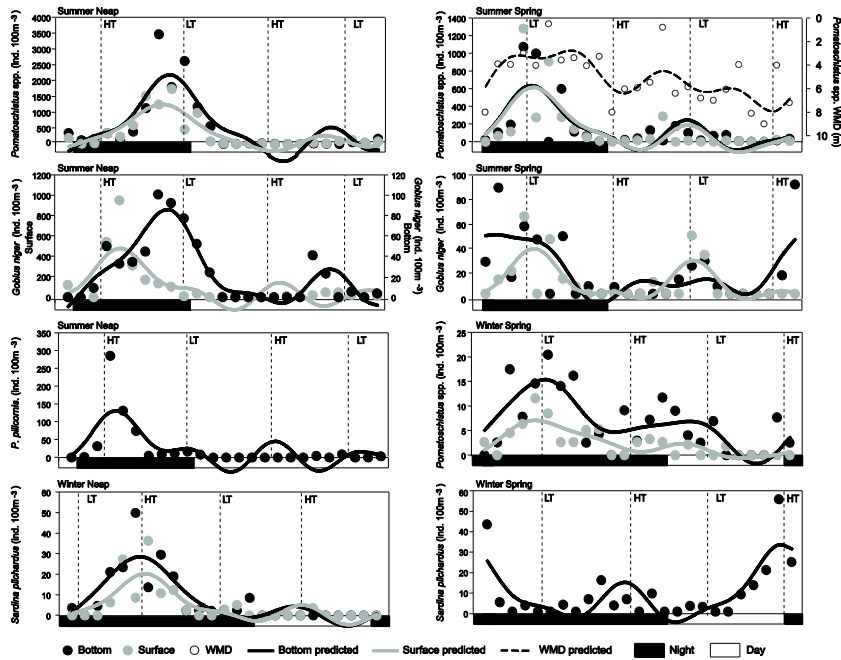 Summer Neap
HT LT HT LT
4000
3500
3000
2500
2000
1500
1000
500
0
Pomatoschistus spp. (Ind. 100m-3)
Summer Spring
LT HT LT HT
1400
1200
1000
800
600
400
200
0
Pomatoschistus spp. (Ind. 100m-3)
0
2
4
6
8
10
Pomatoschistus spp. WMD (m)
Summer Neap
HT LT HT LT
1200
1000
800
600
400
200
0
Gobius niger (Ind. 100m-3)
Surface
120
100
80
60
40
20
0
Gobius niger (Ind. 100m-3)
Bottom
Summer Spring
LT HT LT HT
100
80
60
40
20
0
Gobius niger (Ind. 100m-3)
Summer Neap
HT LT HT LT
350
300
250
200
150
100
50
0
P. pilicornis. (Ind. 100m-3)
Winter Spring
LT HT LT HT
25
20
15
10
5
0
Pomatoschistus spp. (Ind. 100m-3)
Winter Neap
LT HT LT HT
60
50
40
30
20
10
0
Sardina pilchardus (Ind. 100m-3)
Winter Spring
LT HT LT HT
60
50
40
30
20
10
0
Sardina pilchardus (Ind. 100m-3)
Bottom Surface WMD Bottom predicted Surface predicted WMD predicted Night Day